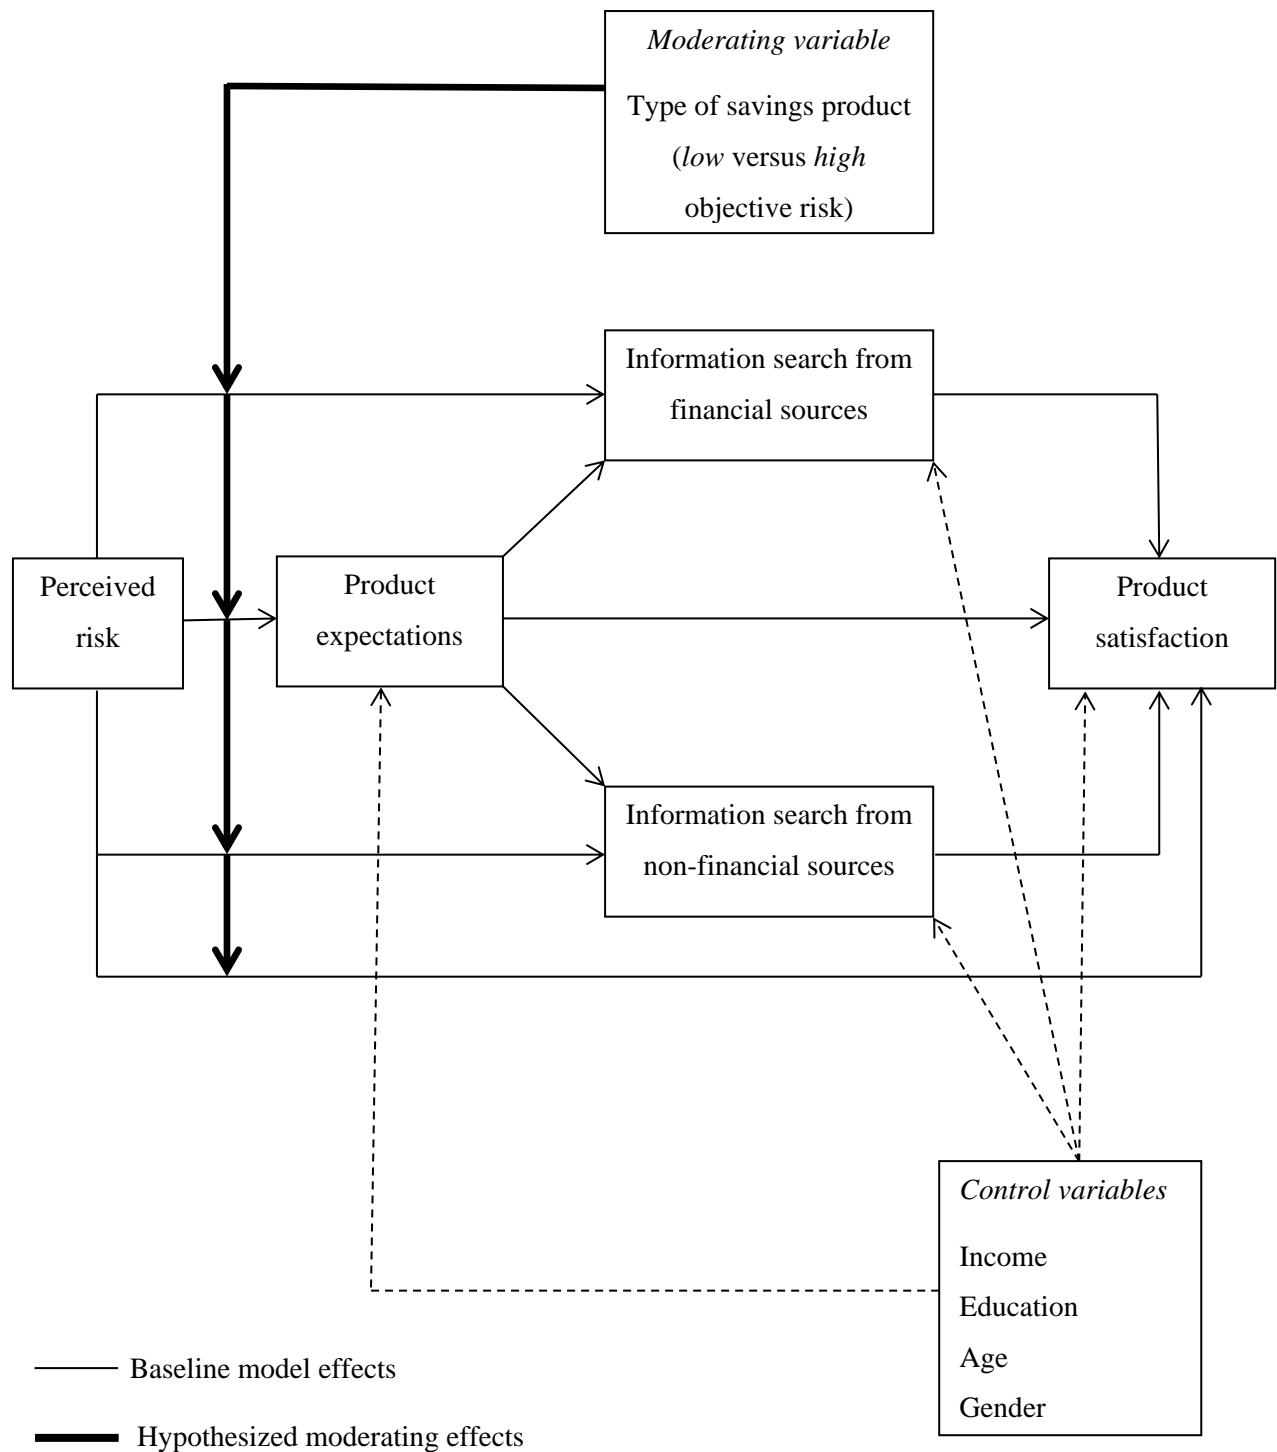 Moderating variable
Type of savings product
(low versus high
objective risk)
Information search from
financial sources
Perceived
risk
Product
expectations
Product
satisfaction
Information search from
non-financial sources
Control variables
Income
Education
Age
Gender
Baseline model effects
Hypothesized moderating effects